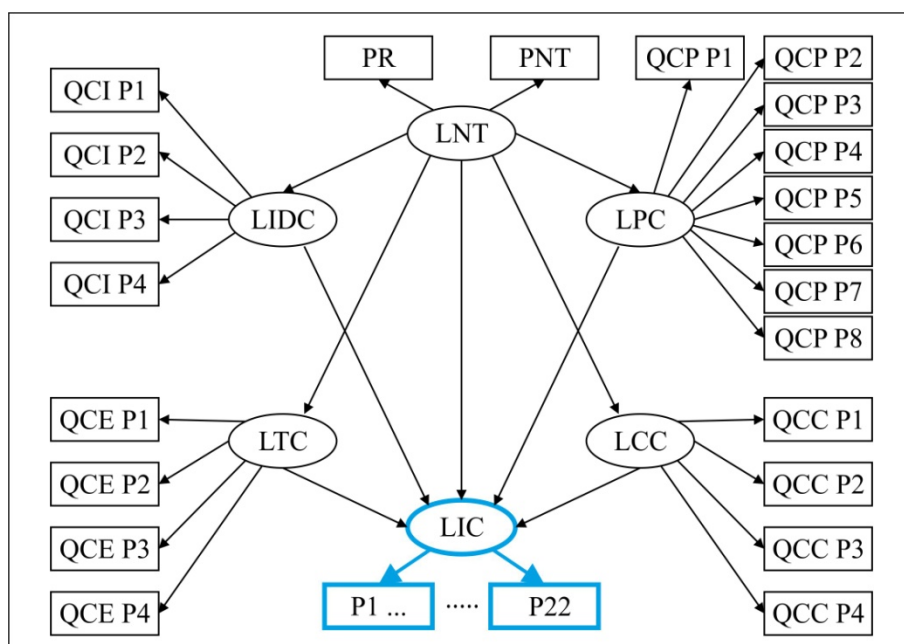 PR
PNT
QCP P1
QCP P2
QCI P1
QCP P3
LNT
QCI P2
QCP P4
QCP P5
QCI P3
LIDC
LPC
QCP P6
QCI P4
QCP P7
QCP P8
QCE P1
QCC P1
LTC
LCC
QCE P2
QCC P2
LIC
QCE P3
QCC P3
P1 ...
.....
P22
QCE P4
QCC P4